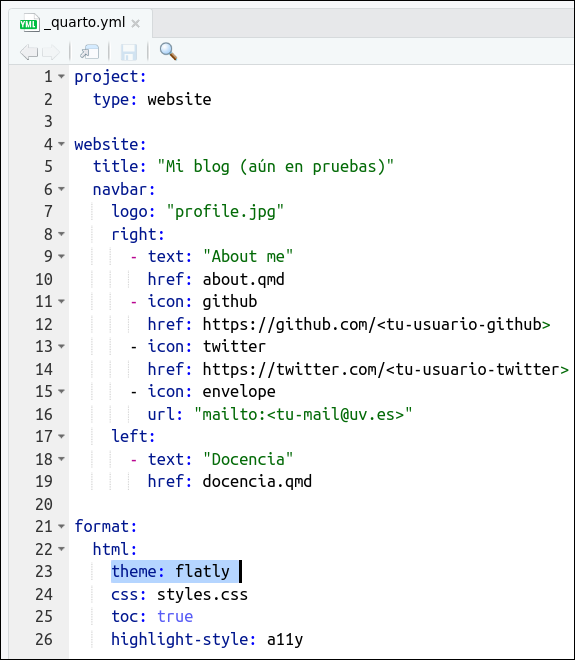 _quarto.yml
YML
1 project:
2   type: website
3
4 website:
5   title: "Mi blog (aún en pruebas)"
6   navbar:
7     logo: "profile.jpg"
8     right:
9       - text: "About me"
10         href: about.qmd
11       - icon: github
12         href: https://github.com/<tu-usuario-github>
13       - icon: twitter
14         href: https://twitter.com/<tu-usuario-twitter>
15       - icon: envelope
16         url: "mailto:<tu-mail@uv.es>"
17     left:
18       - text: "Docencia"
19         href: docencia.qmd
20
21 format:
22   html:
23     theme: flatly
24     css: styles.css
25     toc: true
26     highlight-style: a11y